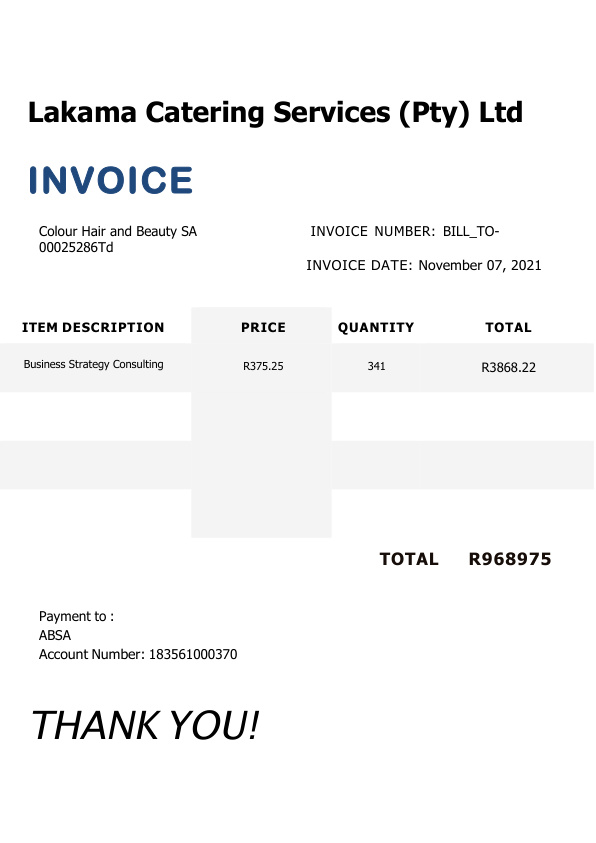 Lakama Catering Services (Pty) Ltd
INVOICE
Colour Hair and Beauty SA
00025286Td
INVOICE NUMBER: BILL_TO-
INVOICE DATE: November 07, 2021
ITEM DESCRIPTION PRICE QUANTITY TOTAL
Business Strategy Consulting R375.25 341 R3868.22
TOTAL R968975
Payment to :
ABSA
Account Number: 183561000370
THANK YOU!